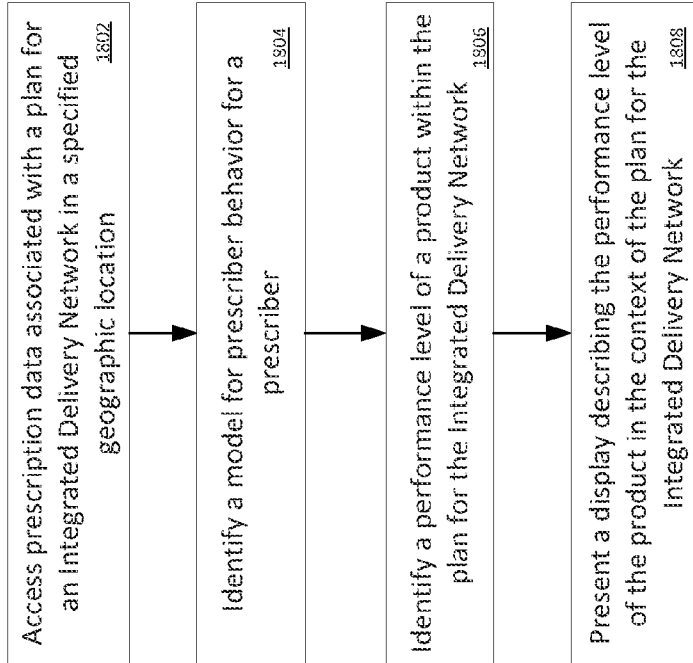 Access prescription data associated with a plan for
an Integrated Delivery Network in a specified
geographic location
1802
Identify a model for prescriber behavior for a
prescriber
1804
Identify a performance level of a product within the
plan for the Integrated Delivery Network
1806
Present a display describing the performance level
of the product in the context of the plan for the
Integrated Delivery Network
1808